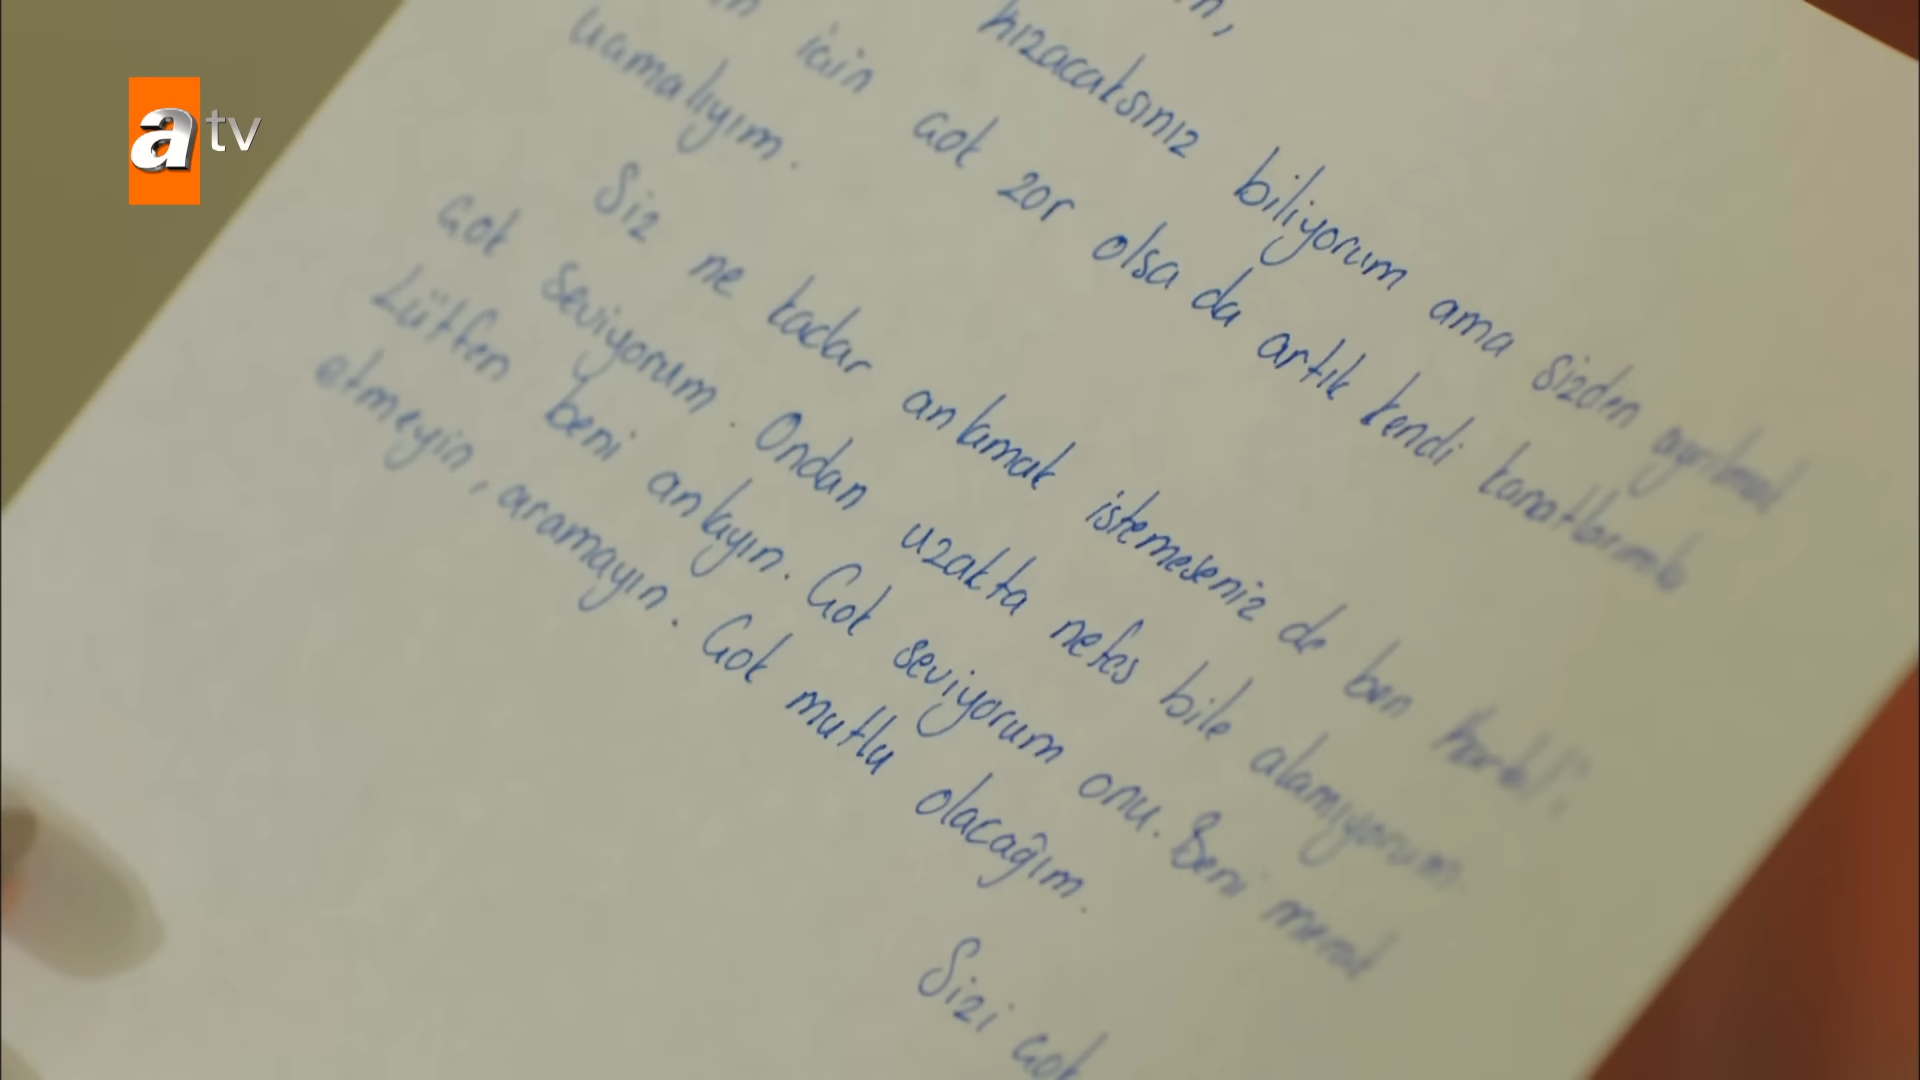 atv
kızacaksınız biliyorum ama sizden ayrılmak
için çok zor olsa da artık kendi kanatlarımla
uçmalıyım.
Siz ne kadar anlamak istemeseniz de ben
çok seviyorum. Ondan uzakta nefes bile alamıyorum.
Lütfen beni anlayın. Çok seviyorum onu. Beni merak
etmeyin, aramayın. Çok mutlu olacağım.
Sizi çok